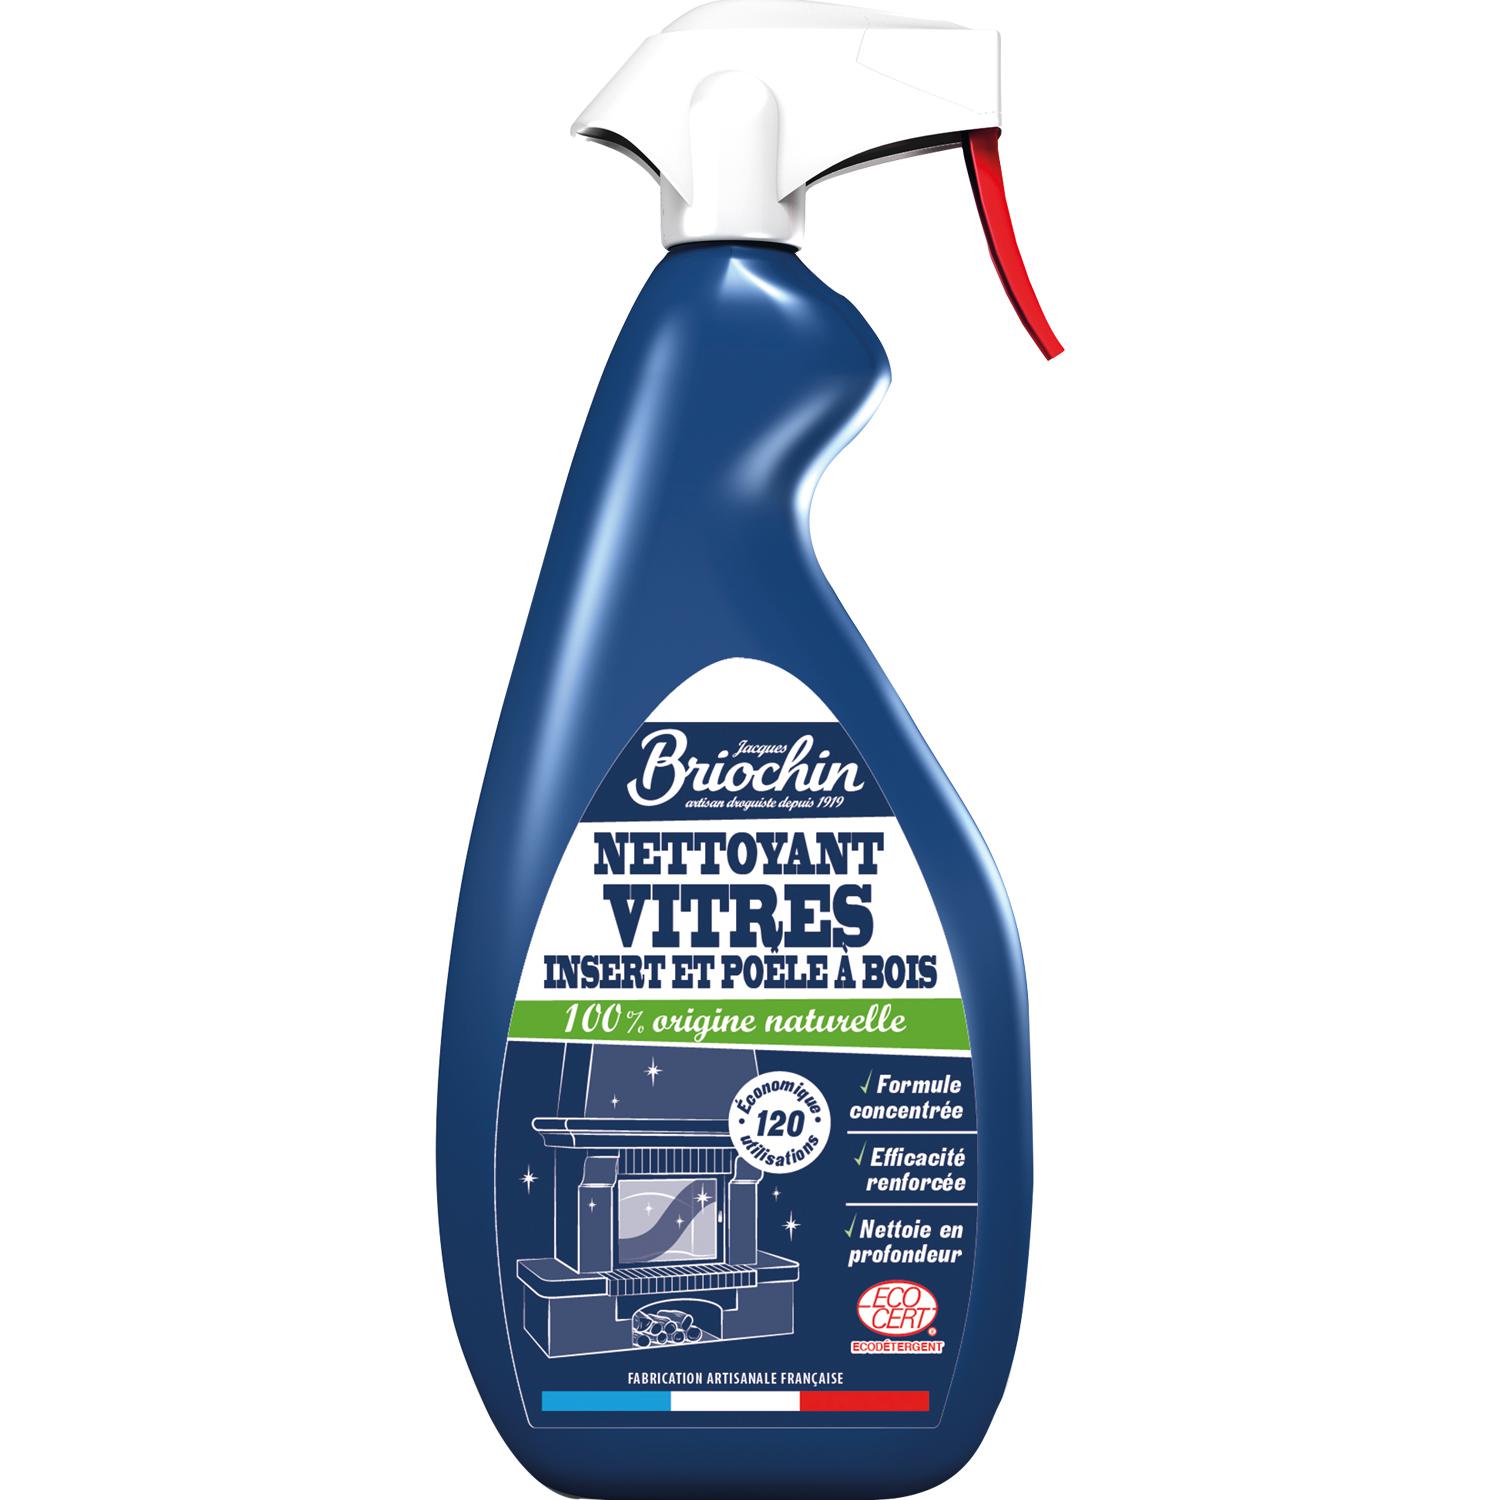 Jacques
Briochin
artisan droguiste depuis 1919
NETTOYANT
VITRES
INSERT ET POÊLE À BOIS
100% origine naturelle
• Économique •
120
utilisations
√ Formule
concentrée
√ Efficacité
renforcée
√ Nettoie en
profondeur
ECO
CERT
®
ECODÉTERGENT
FABRICATION ARTISANALE FRANÇAISE